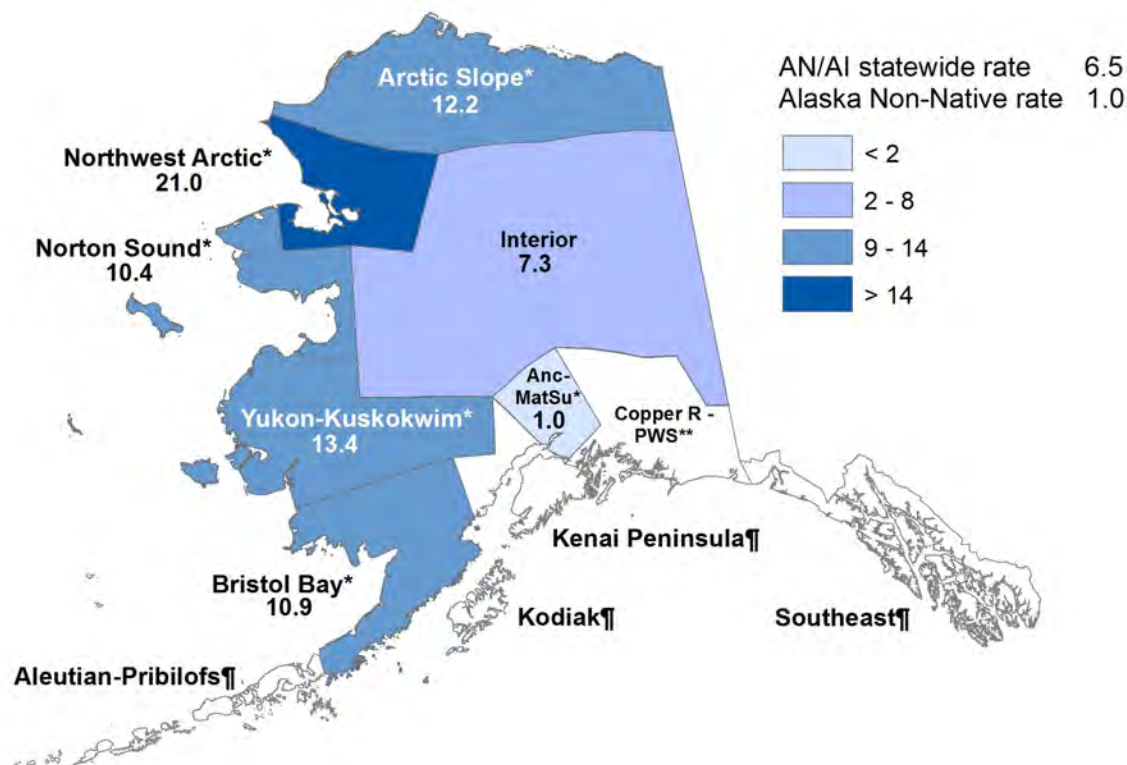 Arctic Slope*
12.2
AN/AI statewide rate 6.5
Alaska Non-Native rate 1.0
< 2
2 - 8
9 - 14
> 14
Northwest Arctic*
21.0
Norton Sound*
10.4
Interior
7.3
Anc-
MatSu*
1.0
Copper R -
PWS**
Yukon-Kuskokwim*
13.4
Kenai Peninsula¶
Bristol Bay*
10.9
Kodiak¶
Southeast¶
Aleutian-Pribilofs¶